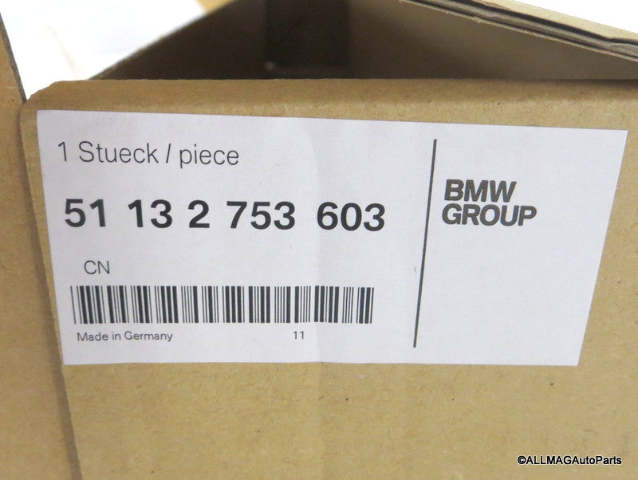 1 Stueck / piece
51 13 2 753 603
CN
Made in Germany 11
BMW
GROUP
©ALLMAGAutoParts